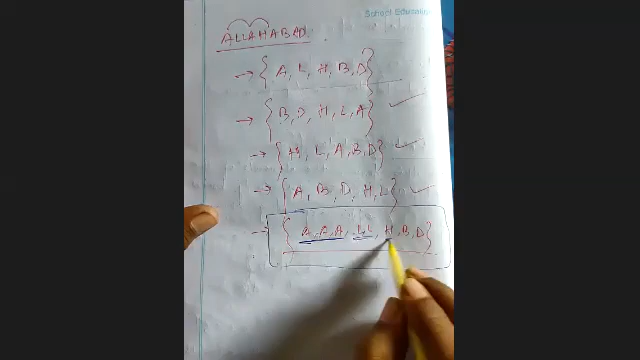 School Education
ALLAHABAD
→ { A, L, H, B, D }
→ { B, D, H, L, A } ✓
→ { H, L, A, B, D } ✓
→ { A, B, D, H, L } ✓
→ { A, A, A, L, L, H, B, D }